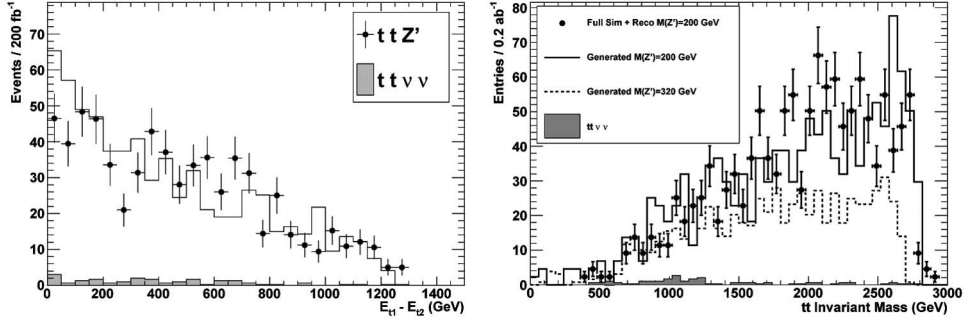 Events / 200 fb⁻¹
70
60
50
40
30
20
10
0
t t Z'
t t ν ν
0 200 400 600 800 1000 1200 1400
E_t1 - E_t2 (GeV)
Entries / 0.2 ab⁻¹
80
70
60
50
40
30
20
10
0
Full Sim + Reco M(Z')=200 GeV
Generated M(Z')=200 GeV
Generated M(Z')=320 GeV
tt ν ν
0 500 1000 1500 2000 2500 3000
tt Invariant Mass (GeV)